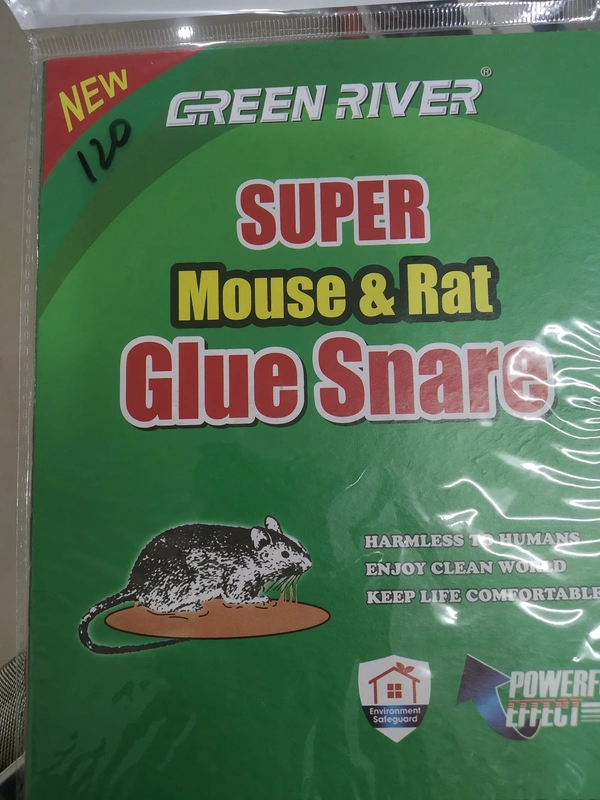 NEW
120
GREEN RIVER®
SUPER
Mouse & Rat
Glue Snare
HARMLESS TO HUMANS
ENJOY CLEAN WORLD
KEEP LIFE COMFORTABLE
Environment
Safeguard
EFFECT